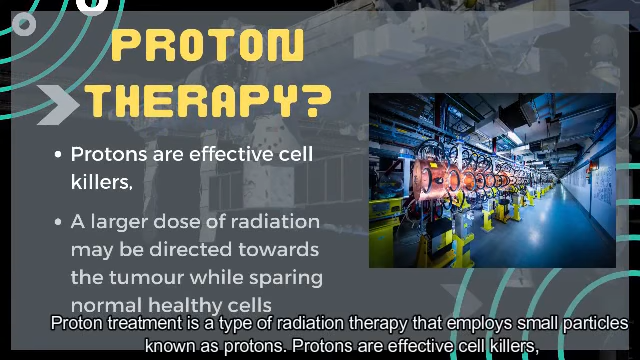 PROTON
THERAPY?
• Protons are effective cell
killers,
• A larger dose of radiation
may be directed towards
the tumour while sparing
normal healthy cells
Proton treatment is a type of radiation therapy that employs small particles
known as protons. Protons are effective cell killers,